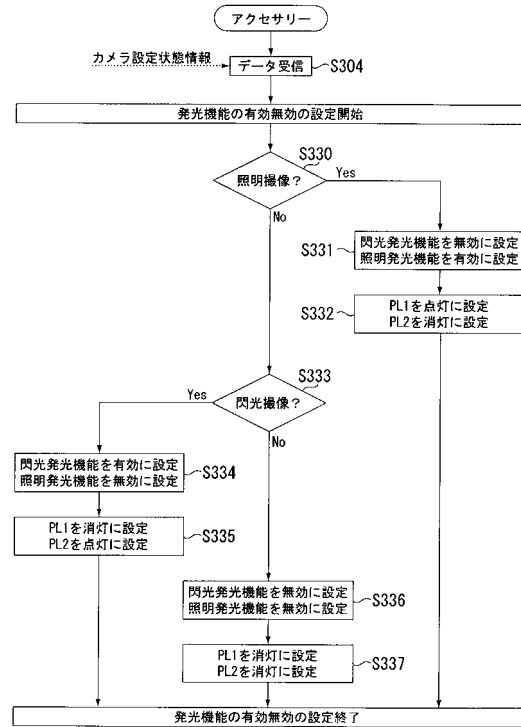 アクセサリー
カメラ設定状態情報
データ受信
S304
発光機能の有効無効の設定開始
S330
照明撮像?
Yes
No
S331
閃光発光機能を無効に設定
照明発光機能を有効に設定
S332
PL1を点灯に設定
PL2を消灯に設定
S333
閃光撮像?
Yes
No
閃光発光機能を有効に設定
照明発光機能を無効に設定
S334
PL1を消灯に設定
PL2を点灯に設定
S335
閃光発光機能を無効に設定
照明発光機能を無効に設定
S336
PL1を消灯に設定
PL2を消灯に設定
S337
発光機能の有効無効の設定終了